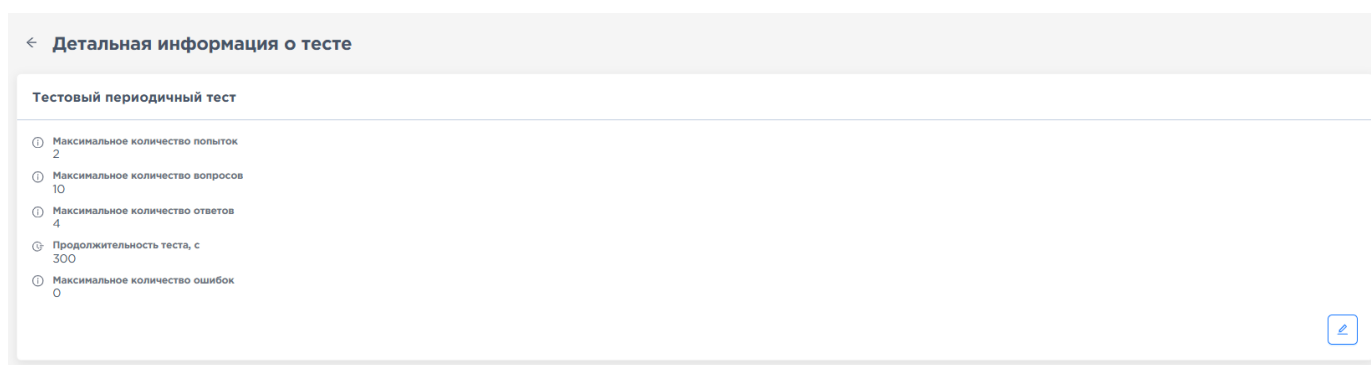 Детальная информация о тесте
Тестовый периодичный тест
Максимальное количество попыток
2
Максимальное количество вопросов
10
Максимальное количество ответов
4
Продолжительность теста, с
300
Максимальное количество ошибок
0